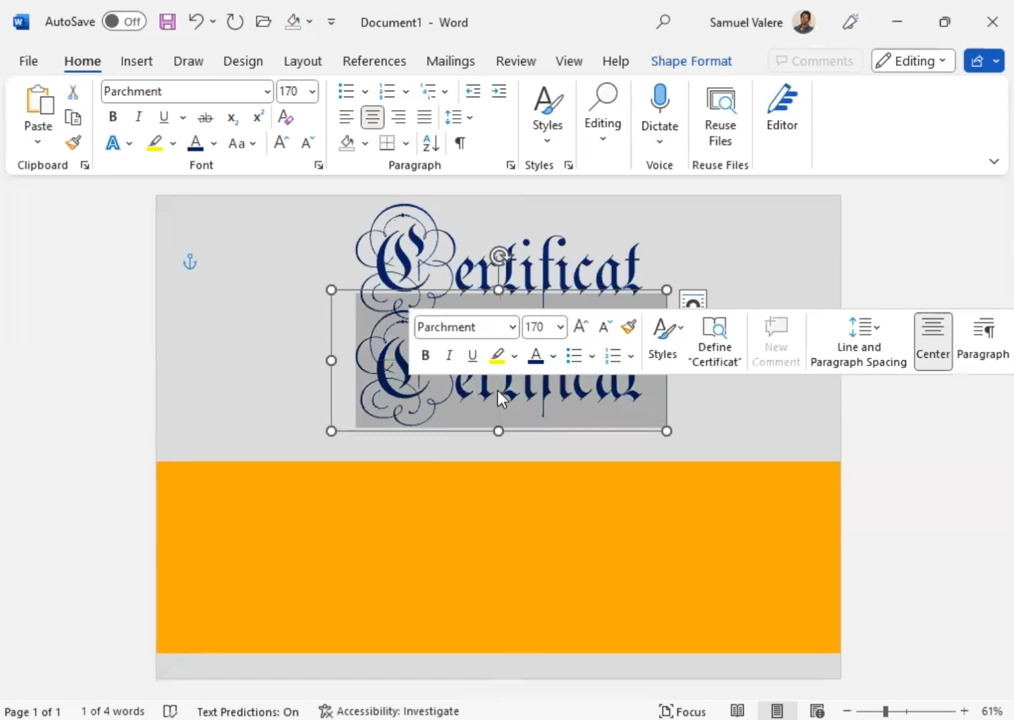 AutoSave Off Document1 - Word Samuel Valere
File Home Insert Draw Design Layout References Mailings Review View Help Shape Format Comments Editing
Parchment 170
Paste Styles Editing Dictate Reuse Files Editor
Clipboard Font Paragraph Styles Voice Reuse Files
Certificat
Parchment 170
Styles Define "Certificat" New Comment Line and Paragraph Spacing Center Paragraph
Certificat
Page 1 of 1 1 of 4 words Text Predictions: On Accessibility: Investigate Focus 61%